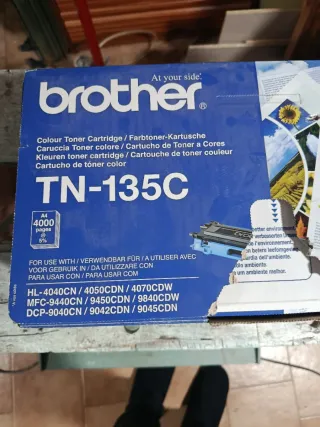 At your side.
brother®
Colour Toner Cartridge / Farbtoner-Kartusche
Caruccia Toner colore / Cartucho de Toner a Cores
Kleuren toner cartridge / Cartouche de toner couleur
Cartucho de tóner color
TN-135C
A4
4000
pages
@
5%
FOR USE WITH / VERWENDBAR FÜR / A UTILISER AVEC
VOOR GEBRUIK IN / DA UTILIZZARE CON
PARA USAR COM / PARA USAR CON
HL-4040CN / 4050CDN / 4070CDW
MFC-9440CN / 9450CDN / 9840CDW
DCP-9040CN / 9042CDN / 9045CDN